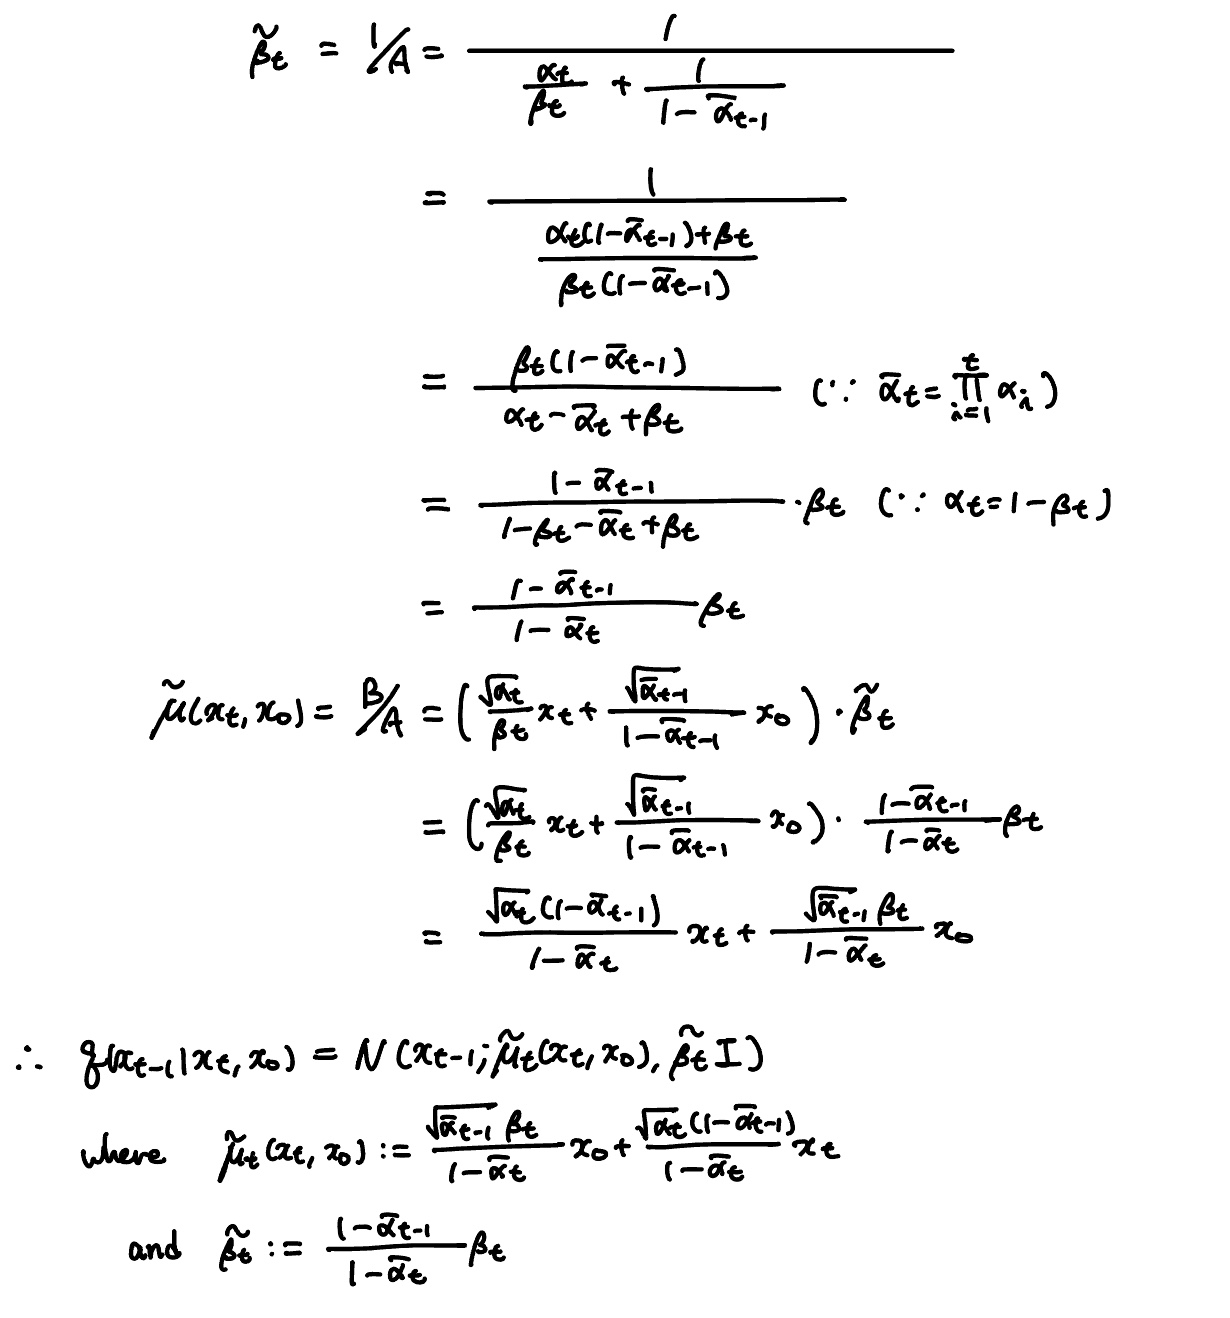 $\tilde{\beta}_t = 1/A = \frac{1}{\frac{\alpha_t}{\beta_t} + \frac{1}{1-\bar{\alpha}_{t-1}}}$
$= \frac{1}{\frac{\alpha_t(1-\bar{\alpha}_{t-1})+\beta_t}{\beta_t(1-\bar{\alpha}_{t-1})}}$
$= \frac{\beta_t(1-\bar{\alpha}_{t-1})}{\alpha_t-\bar{\alpha}_t+\beta_t} \quad (\because \bar{\alpha}_t = \prod_{i=1}^{t} \alpha_i)$
$= \frac{1-\bar{\alpha}_{t-1}}{1-\beta_t-\bar{\alpha}_t+\beta_t} \cdot \beta_t \quad (\because \alpha_t = 1-\beta_t)$
$= \frac{1-\bar{\alpha}_{t-1}}{1-\bar{\alpha}_t} \beta_t$
$\tilde{\mu}(x_t, x_0) = B/A = \left(\frac{\sqrt{\alpha_t}}{\beta_t} x_t + \frac{\sqrt{\bar{\alpha}_{t-1}}}{1-\bar{\alpha}_{t-1}} x_0\right) \cdot \tilde{\beta}_t$
$= \left(\frac{\sqrt{\alpha_t}}{\beta_t} x_t + \frac{\sqrt{\bar{\alpha}_{t-1}}}{1-\bar{\alpha}_{t-1}} x_0\right) \cdot \frac{1-\bar{\alpha}_{t-1}}{1-\bar{\alpha}_t} \beta_t$
$= \frac{\sqrt{\alpha_t}(1-\bar{\alpha}_{t-1})}{1-\bar{\alpha}_t} x_t + \frac{\sqrt{\bar{\alpha}_{t-1}} \beta_t}{1-\bar{\alpha}_t} x_0$
$\therefore q(x_{t-1}|x_t, x_0) = N(x_{t-1}; \tilde{\mu}_t(x_t, x_0), \tilde{\beta}_t I)$
where $\tilde{\mu}_t(x_t, x_0) := \frac{\sqrt{\bar{\alpha}_{t-1}} \beta_t}{1-\bar{\alpha}_t} x_0 + \frac{\sqrt{\alpha_t}(1-\bar{\alpha}_{t-1})}{1-\bar{\alpha}_t} x_t$
and $\tilde{\beta}_t := \frac{1-\bar{\alpha}_{t-1}}{1-\bar{\alpha}_t} \beta_t$